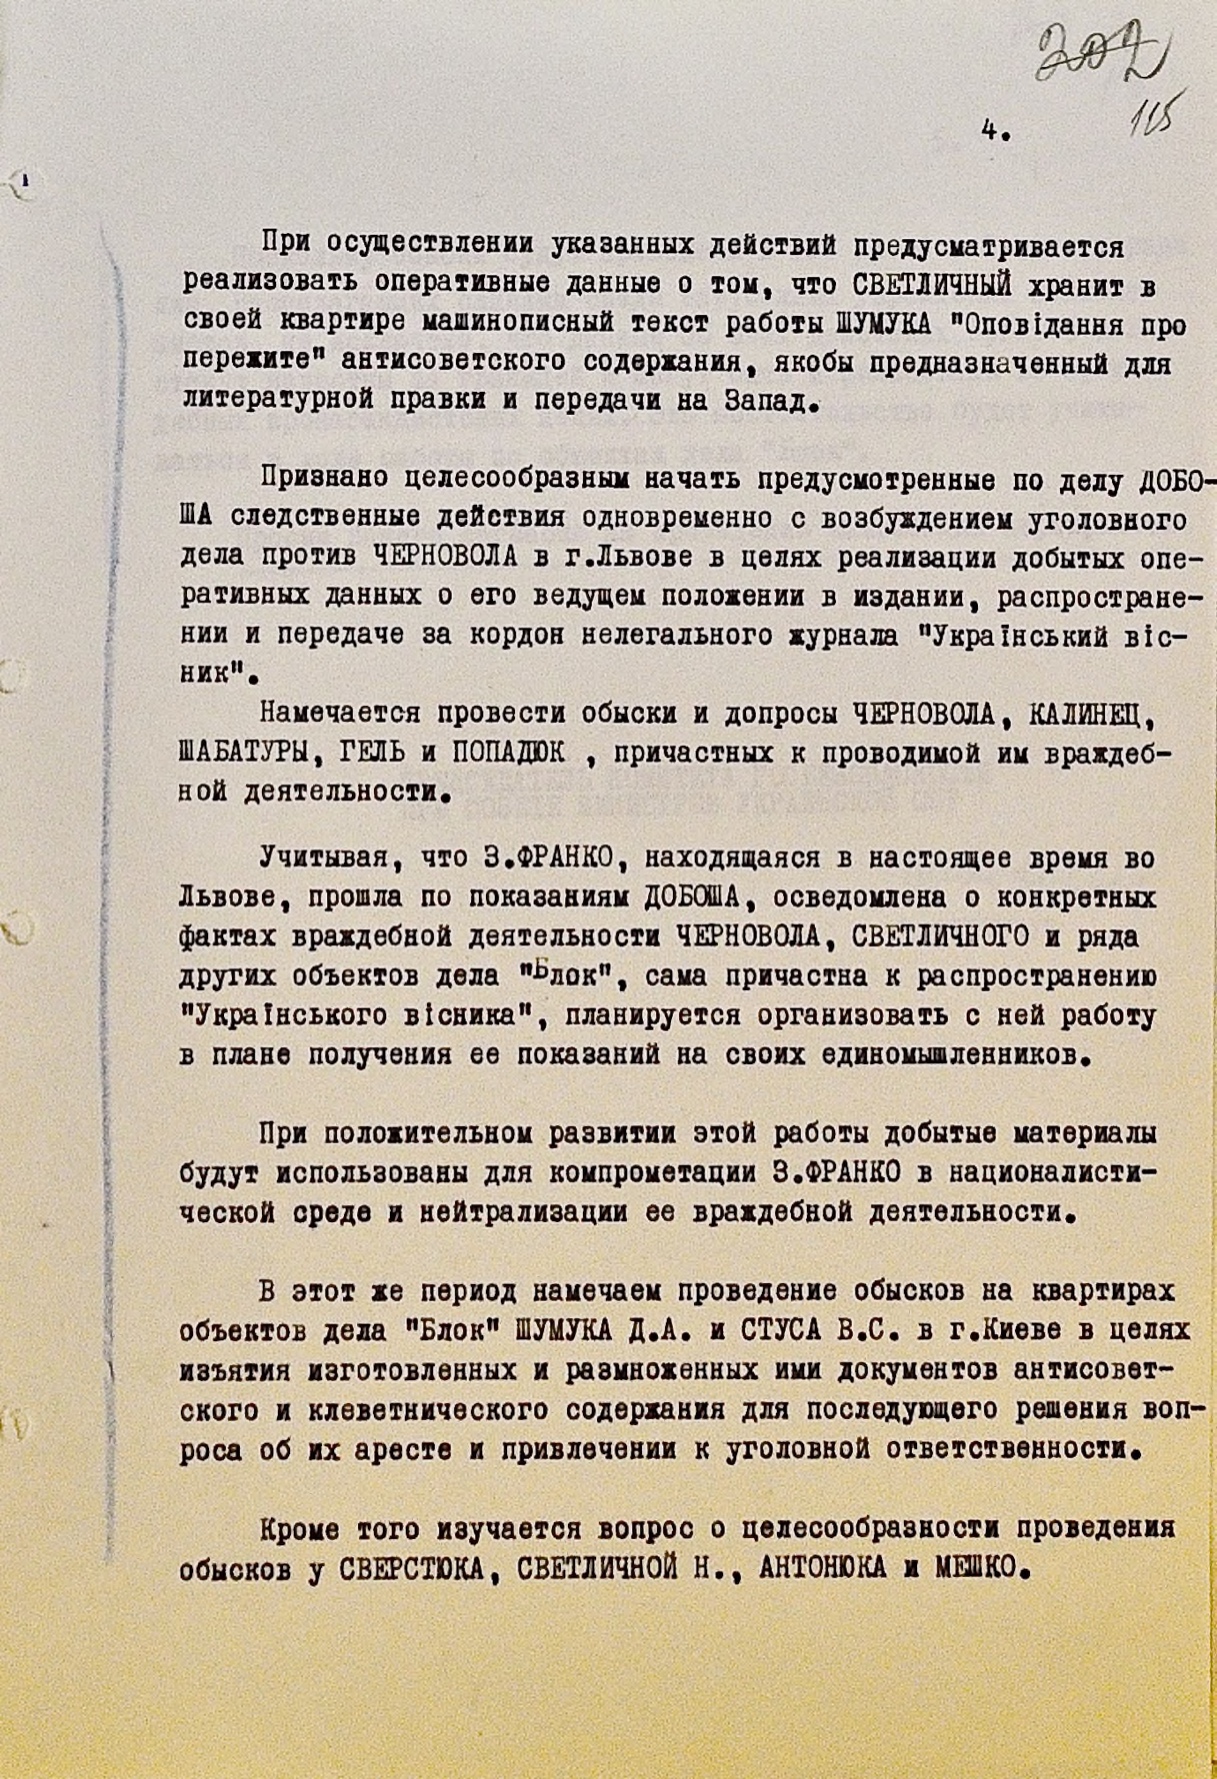 202
115
4.
При осуществлении указанных действий предусматривается
реализовать оперативные данные о том, что СВЕТЛИЧНЫЙ хранит в
своей квартире машинописный текст работы ШУМУКА "Оповідання про
пережите" антисоветского содержания, якобы предназначенный для
литературной правки и передачи на Запад.
Признано целесообразным начать предусмотренные по делу ДОБО-
ША следственные действия одновременно с возбуждением уголовного
дела против ЧЕРНОВОЛА в г.Львове в целях реализации добытых опе-
ративных данных о его ведущем положении в издании, распростране-
нии и передаче за кордон нелегального журнала "Український віс-
ник".
Намечается провести обыски и допросы ЧЕРНОВОЛА, КАЛИНЕЦ,
ШАБАТУРЫ, ГЕЛЬ и ПОПАДЮК , причастных к проводимой им враждеб-
ной деятельности.
Учитывая, что З.ФРАНКО, находящаяся в настоящее время во
Львове, прошла по показаниям ДОБОША, осведомлена о конкретных
фактах враждебной деятельности ЧЕРНОВОЛА, СВЕТЛИЧНОГО и ряда
других объектов дела "Блок", сама причастна к распространению
"Українського вісника", планируется организовать с ней работу
в плане получения ее показаний на своих единомышленников.
При положительном развитии этой работы добытые материалы
будут использованы для компрометации З.ФРАНКО в националисти-
ческой среде и нейтрализации ее враждебной деятельности.
В этот же период намечаем проведение обысков на квартирах
объектов дела "Блок" ШУМУКА Д.А. и СТУСА В.С. в г.Киеве в целях
изъятия изготовленных и размноженных ими документов антисовет-
ского и клеветнического содержания для последующего решения воп-
роса об их аресте и привлечении к уголовной ответственности.
Кроме того изучается вопрос о целесообразности проведения
обысков у СВЕРСТЮКА, СВЕТЛИЧНОЙ Н., АНТОНЮКА и МЕШКО.